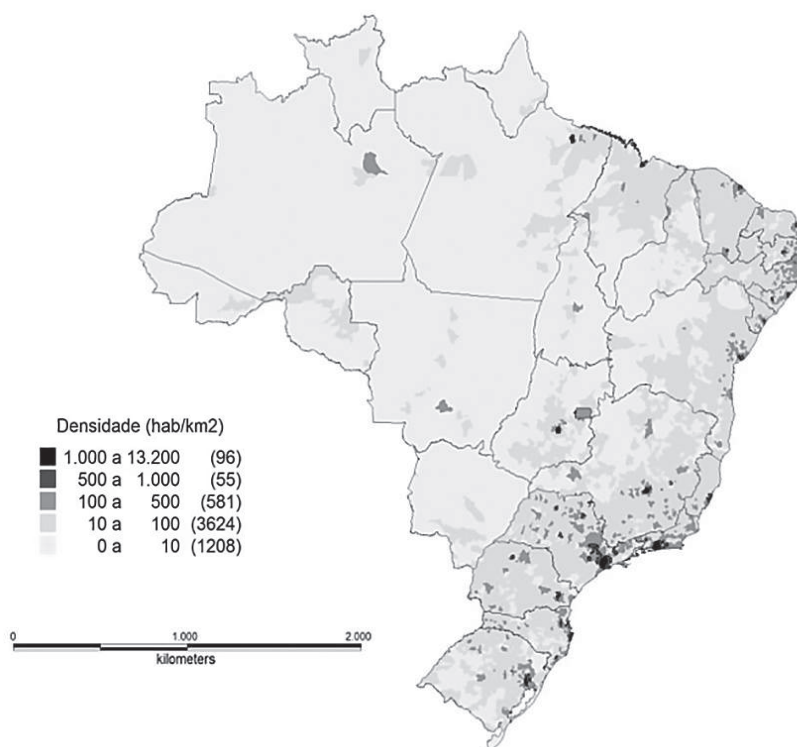 Densidade (hab/km2)
1.000 a 13.200 (96)
500 a 1.000 (55)
100 a 500 (581)
10 a 100 (3624)
0 a 10 (1208)
0 1.000 2.000
kilometers